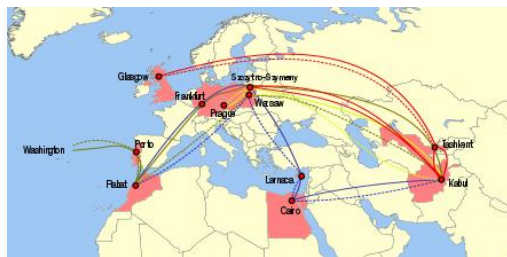 Glasgow
Szczytno-Szymany
Frankfurt
Warsaw
Prague
Washington
Porto
Tashkent
Rabat
Larnaca
Kabul
Cairo